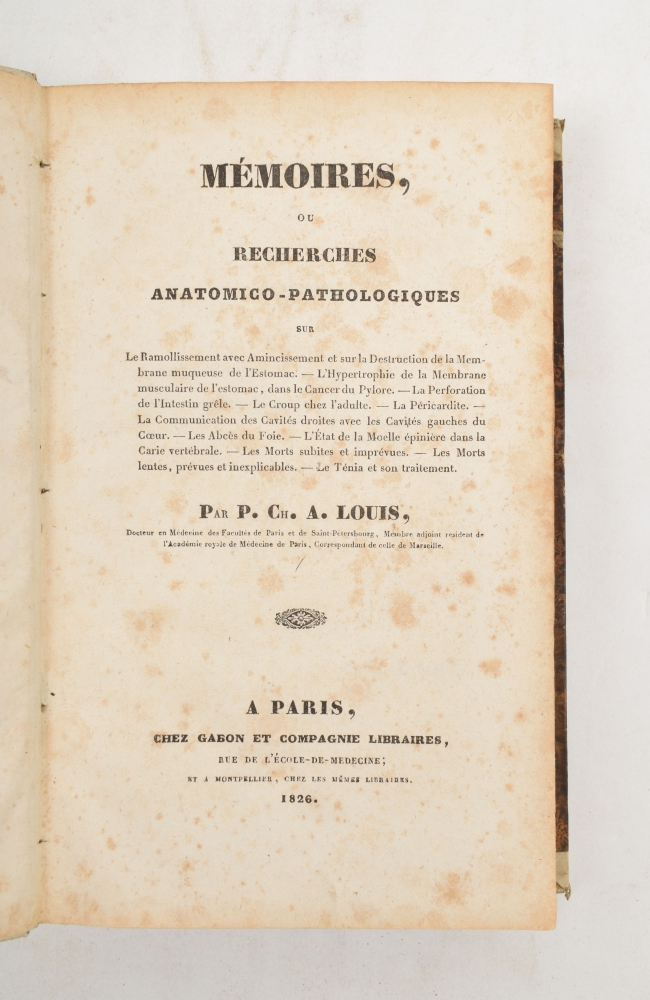 MÉMOIRES,
OU
RECHERCHES
ANATOMICO-PATHOLOGIQUES
SUR
Le Ramollissement avec Amincissement et sur la Destruction de la Mem-
brane muqueuse de l'Estomac. — L'Hypertrophie de la Membrane
musculaire de l'estomac, dans le Cancer du Pylore. — La Perforation
de l'Intestin grêle. — Le Croup chez l'adulte. — La Péricardite. —
La Communication des Cavités droites avec les Cavités gauches du
Cœur. — Les Abcès du Foie. — L'État de la Moelle épinière dans la
Carie vertébrale. — Les Morts subites et imprévues. — Les Morts
lentes, prévues et inexplicables. — Le Ténia et son traitement.
PAR P. CH. A. LOUIS,
Docteur en Médecine des Facultés de Paris et de Saint-Pétersbourg, Membre adjoint résident de
l'Académie royale de Médecine de Paris, Correspondant de celle de Marseille.
A PARIS,
CHEZ GABON ET COMPAGNIE LIBRAIRES,
RUE DE L'ÉCOLE-DE-MEDECINE;
ET A MONTPELLIER, CHEZ LES MÊMES LIBRAIRES.
1826.